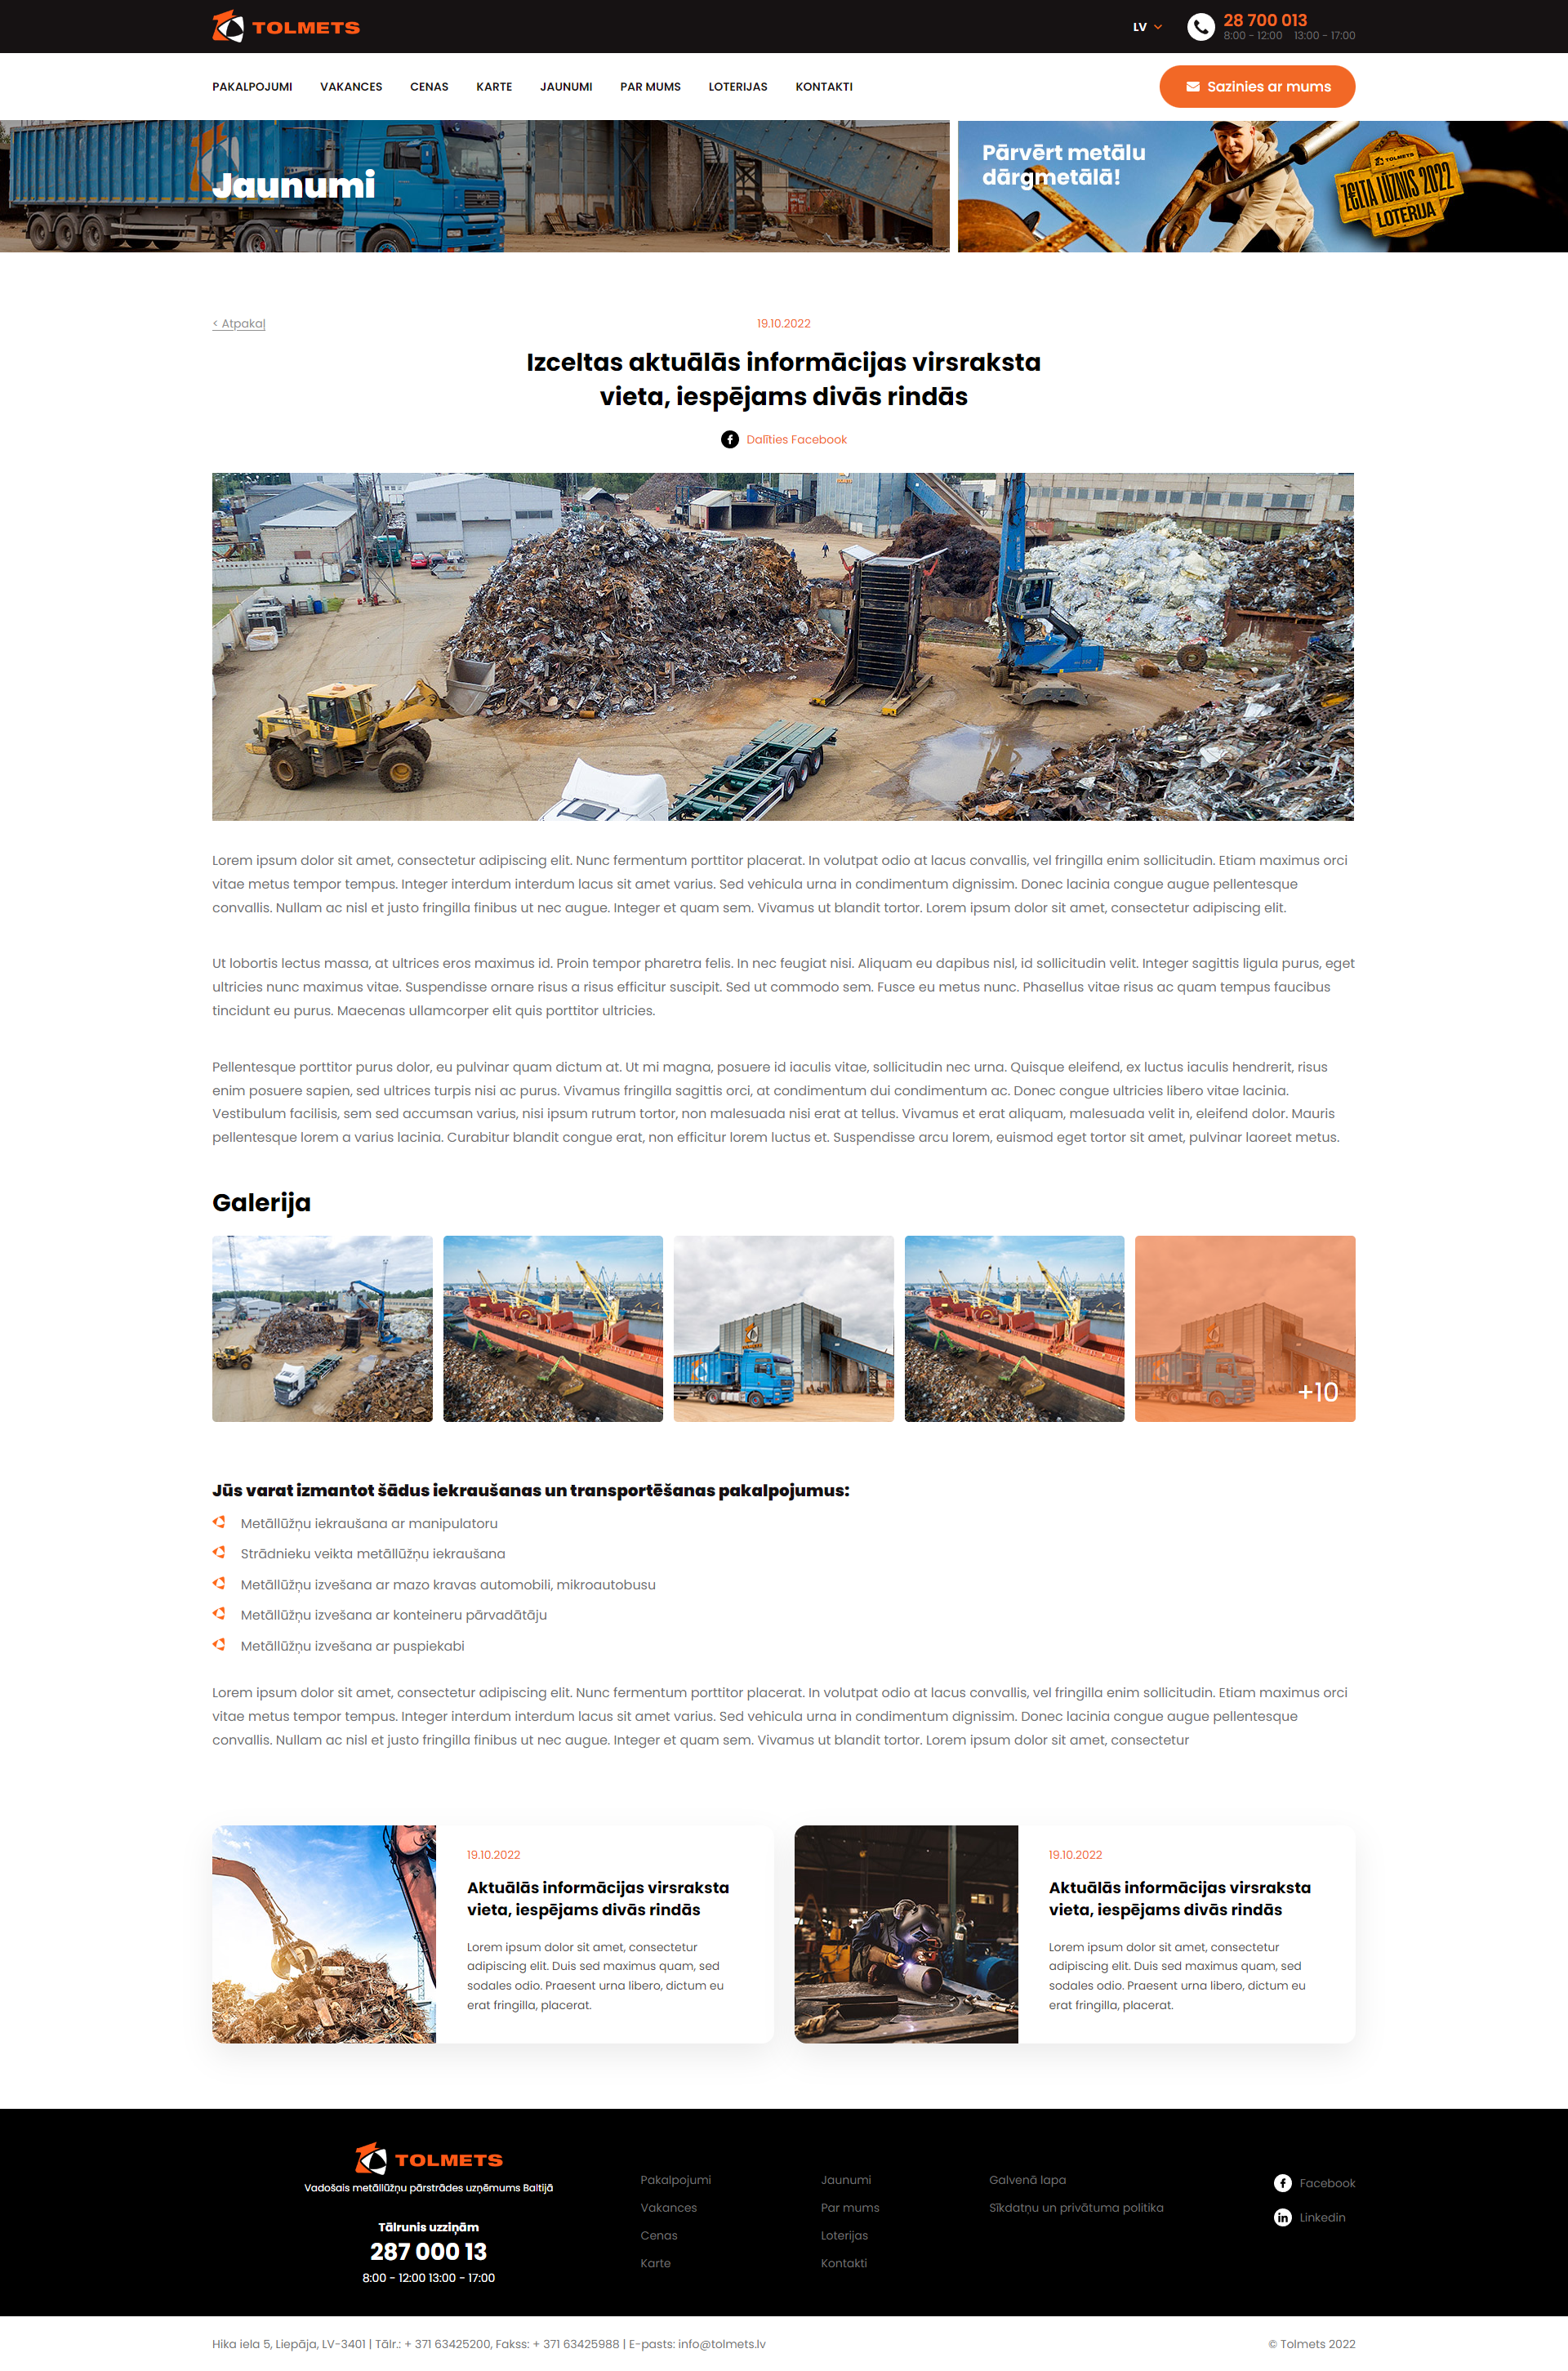 TOLMETS
LV
28 700 013
8:00 - 12:00 13:00 - 17:00
PAKALPOJUMI VAKANCES CENAS KARTE JAUNUMI PAR MUMS LOTERIJAS KONTAKTI
Sazinies ar mums
Jaunumi
Pārvērt metālu
dārgmetālā!
TOLMETS
ZELTA LŪZNIS 2022
LOTERIJA
< Atpakaļ
19.10.2022
Izceltas aktuālās informācijas virsraksta
vieta, iespējams divās rindās
Dalīties Facebook
Lorem ipsum dolor sit amet, consectetur adipiscing elit. Nunc fermentum porttitor placerat. In volutpat odio at lacus convallis, vel fringilla enim sollicitudin. Etiam maximus orci
vitae metus tempor tempus. Integer interdum interdum lacus sit amet varius. Sed vehicula urna in condimentum dignissim. Donec lacinia congue augue pellentesque
convallis. Nullam ac nisl et justo fringilla finibus ut nec augue. Integer et quam sem. Vivamus ut blandit tortor. Lorem ipsum dolor sit amet, consectetur adipiscing elit.
Ut lobortis lectus massa, at ultrices eros maximus id. Proin tempor pharetra felis. In nec feugiat nisi. Aliquam eu dapibus nisl, id sollicitudin velit. Integer sagittis ligula purus, eget
ultricies nunc maximus vitae. Suspendisse ornare risus a risus efficitur suscipit. Sed ut commodo sem. Fusce eu metus nunc. Phasellus vitae risus ac quam tempus faucibus
tincidunt eu purus. Maecenas ullamcorper elit quis porttitor ultricies.
Pellentesque porttitor purus dolor, eu pulvinar quam dictum at. Ut mi magna, posuere id iaculis vitae, sollicitudin nec urna. Quisque eleifend, ex luctus iaculis hendrerit, risus
enim posuere sapien, sed ultrices turpis nisi ac purus. Vivamus fringilla sagittis orci, at condimentum dui condimentum ac. Donec congue ultricies libero vitae lacinia.
Vestibulum facilisis, sem sed accumsan varius, nisi ipsum rutrum tortor, non malesuada nisi erat at tellus. Vivamus et erat aliquam, malesuada velit in, eleifend dolor. Mauris
pellentesque lorem a varius lacinia. Curabitur blandit congue erat, non efficitur lorem luctus et. Suspendisse arcu lorem, euismod eget tortor sit amet, pulvinar laoreet metus.
Galerija
+10
Jūs varat izmantot šādus iekraušanas un transportēšanas pakalpojumus:
Metāllūžņu iekraušana ar manipulatoru
Strādnieku veikta metāllūžņu iekraušana
Metāllūžņu izvešana ar mazo kravas automobili, mikroautobusu
Metāllūžņu izvešana ar konteineru pārvadātāju
Metāllūžņu izvešana ar puspiekabi
Lorem ipsum dolor sit amet, consectetur adipiscing elit. Nunc fermentum porttitor placerat. In volutpat odio at lacus convallis, vel fringilla enim sollicitudin. Etiam maximus orci
vitae metus tempor tempus. Integer interdum interdum lacus sit amet varius. Sed vehicula urna in condimentum dignissim. Donec lacinia congue augue pellentesque
convallis. Nullam ac nisl et justo fringilla finibus ut nec augue. Integer et quam sem. Vivamus ut blandit tortor. Lorem ipsum dolor sit amet, consectetur
19.10.2022
Aktuālās informācijas virsraksta
vieta, iespējams divās rindās
Lorem ipsum dolor sit amet, consectetur
adipiscing elit. Duis sed maximus quam, sed
sodales odio. Praesent urna libero, dictum eu
erat fringilla, placerat.
19.10.2022
Aktuālās informācijas virsraksta
vieta, iespējams divās rindās
Lorem ipsum dolor sit amet, consectetur
adipiscing elit. Duis sed maximus quam, sed
sodales odio. Praesent urna libero, dictum eu
erat fringilla, placerat.
TOLMETS
Vadošais metāllūžņu pārstrādes uzņēmums Baltijā
Tālrunis uzziņām
287 000 13
8:00 - 12:00 13:00 - 17:00
Pakalpojumi
Vakances
Cenas
Karte
Jaunumi
Par mums
Loterijas
Kontakti
Galvenā lapa
Sīkdatņu un privātuma politika
Facebook
Linkedin
Hika iela 5, Liepāja, LV-3401 | Tālr.: + 371 63425200, Fakss: + 371 63425988 | E-pasts: info@tolmets.lv
© Tolmets 2022